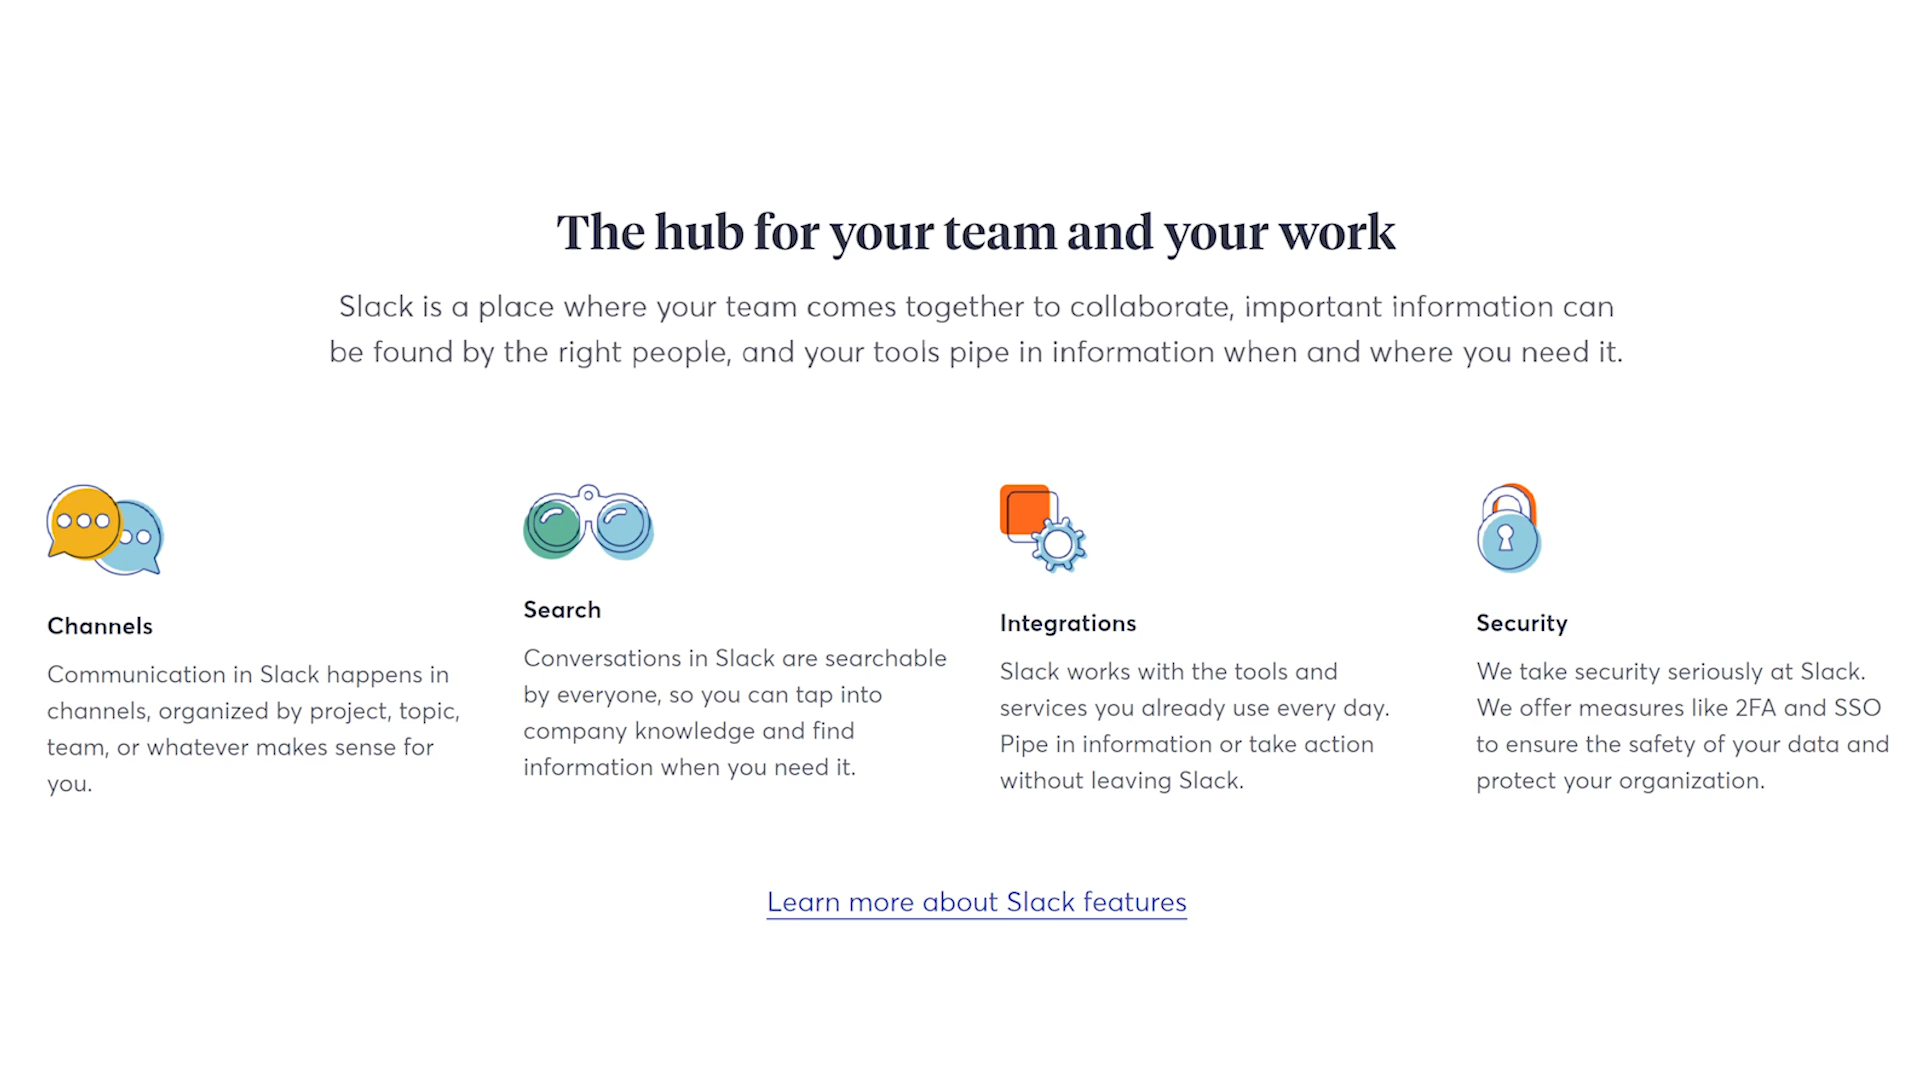 The hub for your team and your work
Slack is a place where your team comes together to collaborate, important information can
be found by the right people, and your tools pipe in information when and where you need it.
Channels
Communication in Slack happens in
channels, organized by project, topic,
team, or whatever makes sense for
you.
Search
Conversations in Slack are searchable
by everyone, so you can tap into
company knowledge and find
information when you need it.
Integrations
Slack works with the tools and
services you already use every day.
Pipe in information or take action
without leaving Slack.
Security
We take security seriously at Slack.
We offer measures like 2FA and SSO
to ensure the safety of your data and
protect your organization.
Learn more about Slack features